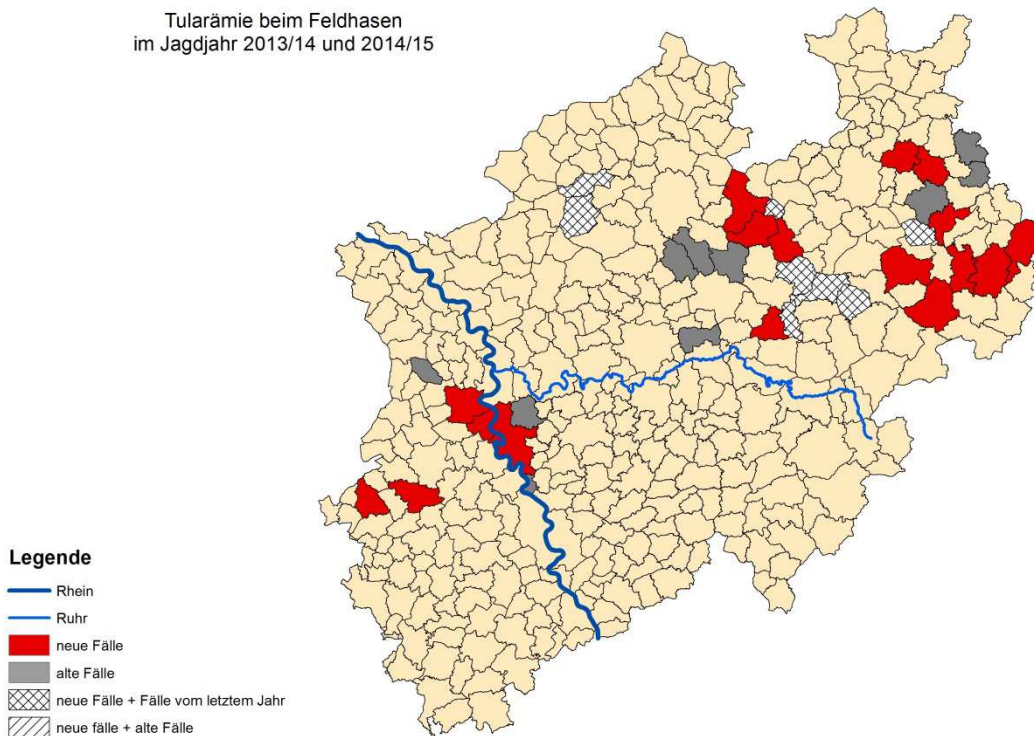 Tularämie beim Feldhasen
im Jagdjahr 2013/14 und 2014/15
Legende
Rhein
Ruhr
neue Fälle
alte Fälle
neue Fälle + Fälle vom letztem Jahr
neue fälle + alte Fälle